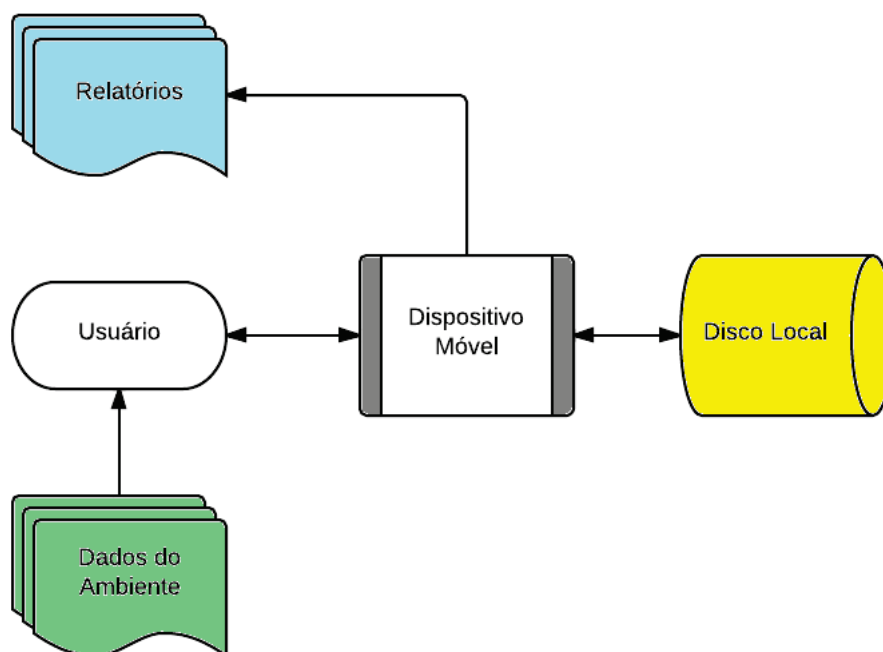 Relatórios
Usuário
Dispositivo
Móvel
Disco Local
Dados do
Ambiente